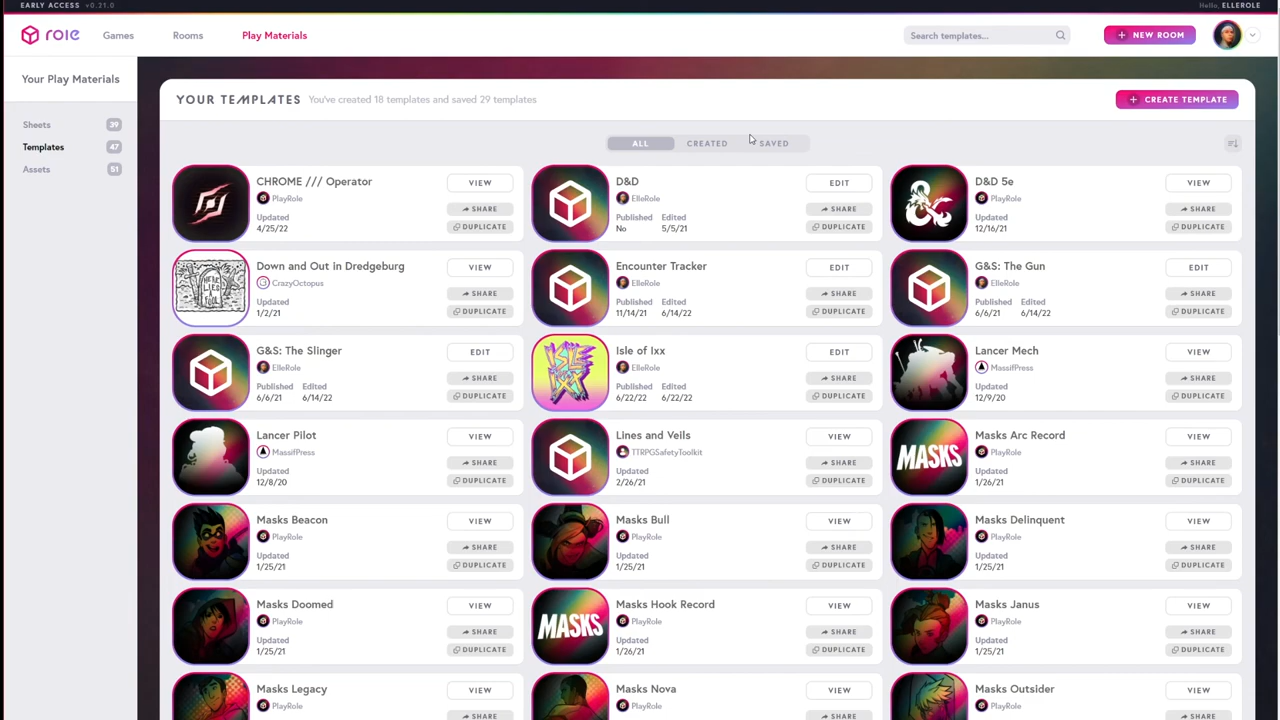 EARLY ACCESS v0.21.0
Hello, ELLEROLE
role
Games
Rooms
Play Materials
Search templates...
+ NEW ROOM
Your Play Materials
Sheets 39
Templates 47
Assets 51
YOUR TEMPLATES You've created 18 templates and saved 29 templates
+ CREATE TEMPLATE
ALL
CREATED
SAVED
CHROME /// Operator
PlayRole
Updated
4/25/22
VIEW
SHARE
DUPLICATE
D&D
ElleRole
Published Edited
No 5/5/21
EDIT
SHARE
DUPLICATE
D&D 5e
PlayRole
Updated
12/16/21
VIEW
SHARE
DUPLICATE
HERE
LIES A
FOOL
Down and Out in Dredgeburg
CrazyOctopus
Updated
1/2/21
VIEW
SHARE
DUPLICATE
Encounter Tracker
ElleRole
Published Edited
11/14/21 6/14/22
EDIT
SHARE
DUPLICATE
G&S: The Gun
ElleRole
Published Edited
6/6/21 6/14/22
EDIT
SHARE
DUPLICATE
G&S: The Slinger
ElleRole
Published Edited
6/6/21 6/14/22
EDIT
SHARE
DUPLICATE
ISLE
OF
IXX
Isle of Ixx
ElleRole
Published Edited
6/22/22 6/22/22
EDIT
SHARE
DUPLICATE
Lancer Mech
MassifPress
Updated
12/9/20
VIEW
SHARE
DUPLICATE
Lancer Pilot
MassifPress
Updated
12/8/20
VIEW
SHARE
DUPLICATE
Lines and Veils
TTRPGSafetyToolkit
Updated
2/26/21
VIEW
SHARE
DUPLICATE
MASKS
Masks Arc Record
PlayRole
Updated
1/26/21
VIEW
SHARE
DUPLICATE
Masks Beacon
PlayRole
Updated
1/25/21
VIEW
SHARE
DUPLICATE
Masks Bull
PlayRole
Updated
1/25/21
VIEW
SHARE
DUPLICATE
Masks Delinquent
PlayRole
Updated
1/25/21
VIEW
SHARE
DUPLICATE
Masks Doomed
PlayRole
Updated
1/25/21
VIEW
SHARE
DUPLICATE
MASKS
Masks Hook Record
PlayRole
Updated
1/26/21
VIEW
SHARE
DUPLICATE
Masks Janus
PlayRole
Updated
1/25/21
VIEW
SHARE
DUPLICATE
Masks Legacy
PlayRole
VIEW
SHARE
Masks Nova
PlayRole
VIEW
SHARE
Masks Outsider
PlayRole
VIEW
SHARE